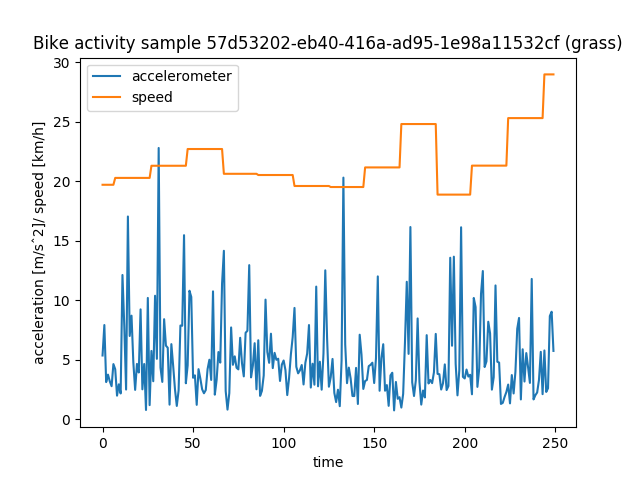 Bike activity sample 57d53202-eb40-416a-ad95-1e98a11532cf (grass)
accelerometer
speed
acceleration [m/s^2]/ speed [km/h]
30
25
20
15
10
5
0
0 50 100 150 200 250
time